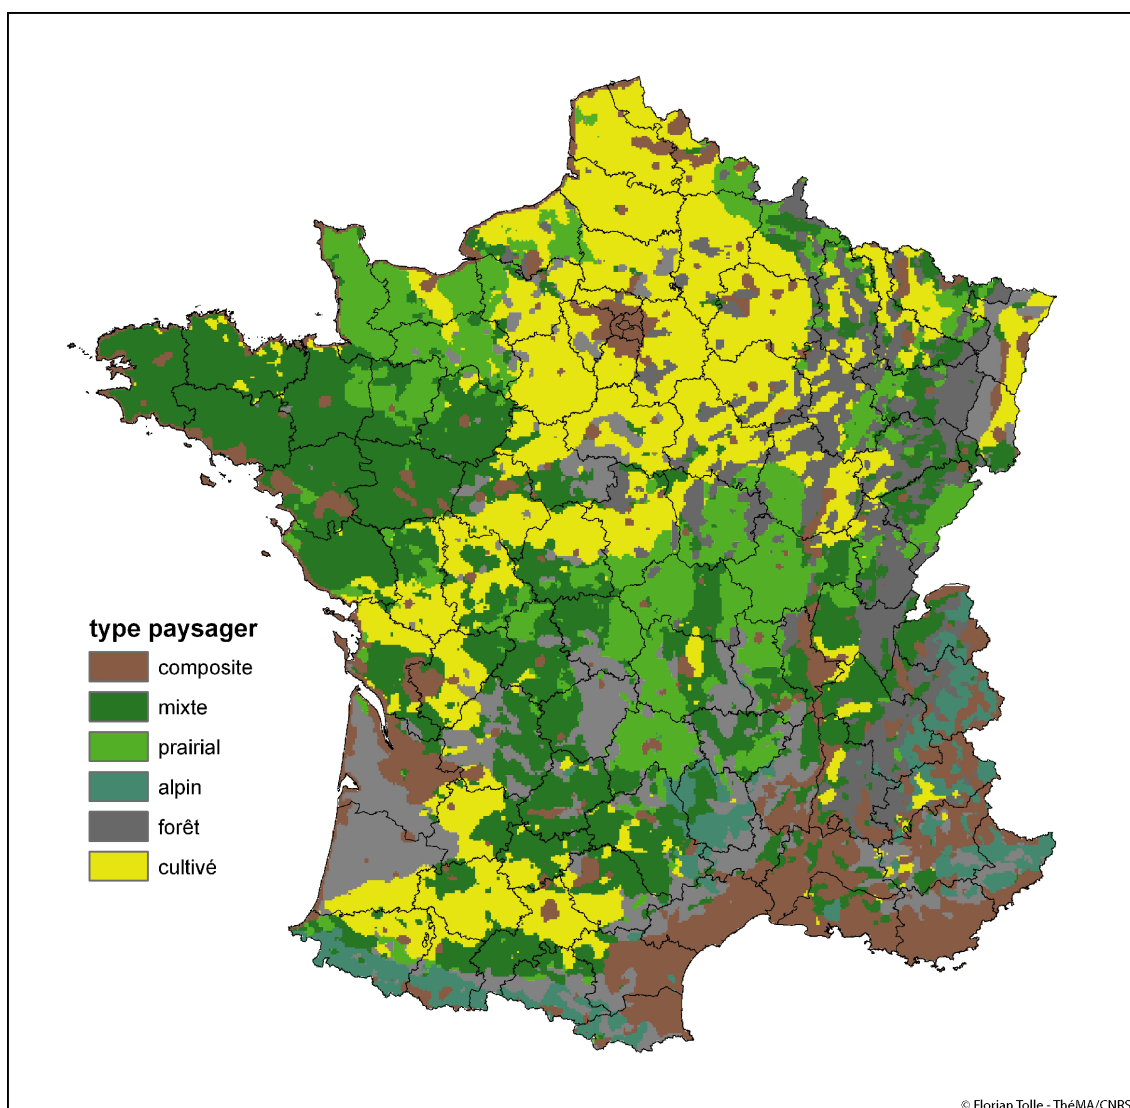 type paysager
composite
mixte
prairial
alpin
forêt
cultivé
© Florian Tolle - ThéMA/CNRS